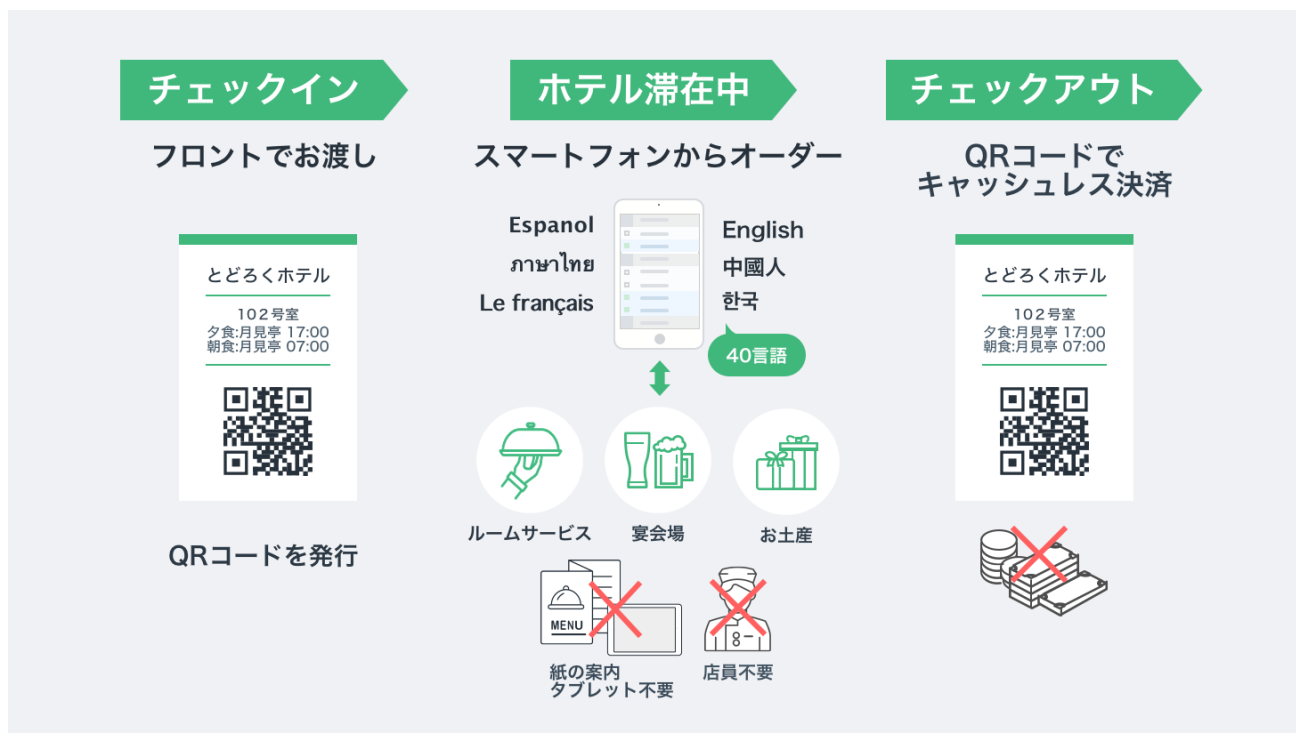 チェックイン
フロントでお渡し
とどろくホテル
102号室
夕食:月見亭 17:00
朝食:月見亭 07:00
QRコードを発行
ホテル滞在中
スマートフォンからオーダー
Espanol
ภาษาไทย
Le français
English
中國人
한국
40言語
ルームサービス
宴会場
お土産
MENU
紙の案内
タブレット不要
店員不要
チェックアウト
QRコードで
キャッシュレス決済
とどろくホテル
102号室
夕食:月見亭 17:00
朝食:月見亭 07:00